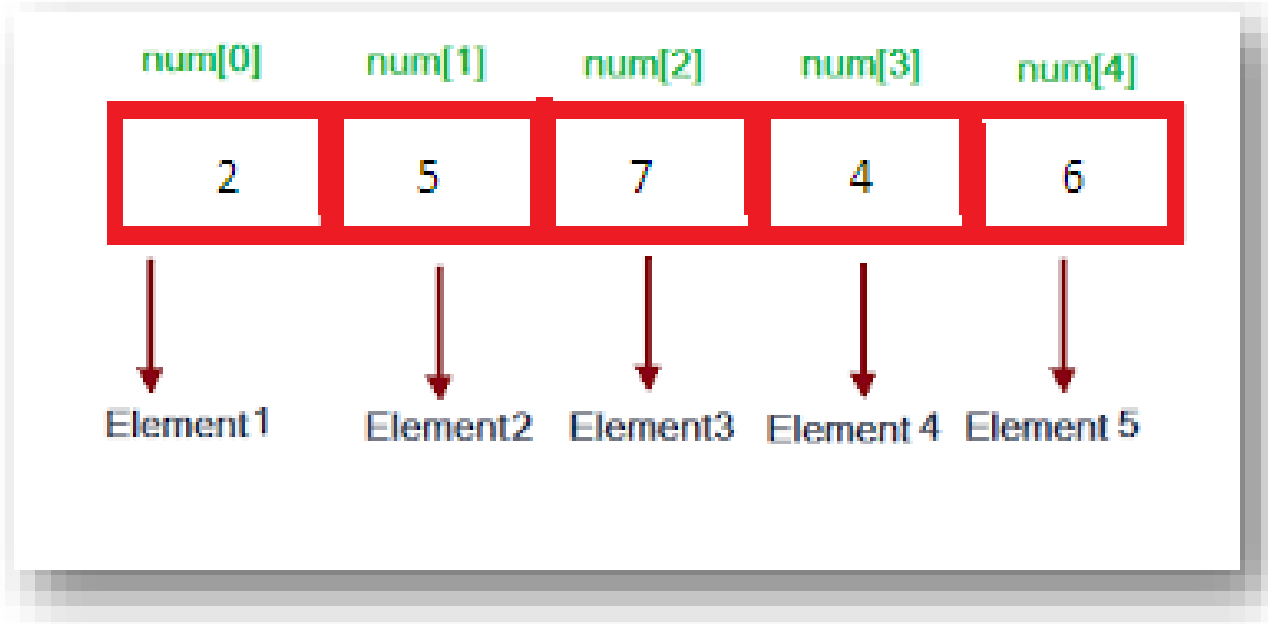 num[0] num[1] num[2] num[3] num[4]
2 5 7 4 6
Element1 Element2 Element3 Element 4 Element 5